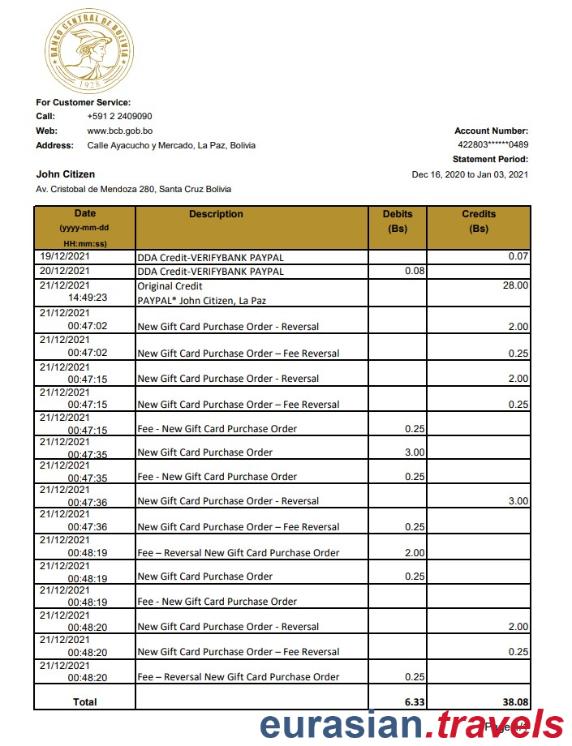 BANCO CENTRAL DE BOLIVIA
1928
For Customer Service:
Call: +591 2 2409090
Web: www.bcb.gob.bo
Address: Calle Ayacucho y Mercado, La Paz, Bolivia
Account Number:
422803******0489
Statement Period:
John Citizen
Dec 16, 2020 to Jan 03, 2021
Av. Cristobal de Mendoza 280, Santa Cruz Bolivia
Date (yyyy-mm-dd HH:mm:ss) Description Debits (Bs) Credits (Bs)
19/12/2021 DDA Credit-VERIFYBANK PAYPAL 0.07
20/12/2021 DDA Credit-VERIFYBANK PAYPAL 0.08
21/12/2021 Original Credit 28.00
14:49:23 PAYPAL* John Citizen, La Paz
21/12/2021
00:47:02 New Gift Card Purchase Order - Reversal 2.00
21/12/2021
00:47:02 New Gift Card Purchase Order – Fee Reversal 0.25
21/12/2021
00:47:15 New Gift Card Purchase Order - Reversal 2.00
21/12/2021
00:47:15 New Gift Card Purchase Order – Fee Reversal 0.25
21/12/2021
00:47:15 Fee - New Gift Card Purchase Order 0.25
21/12/2021
00:47:35 New Gift Card Purchase Order 3.00
21/12/2021
00:47:35 Fee - New Gift Card Purchase Order 0.25
21/12/2021
00:47:36 New Gift Card Purchase Order - Reversal 3.00
21/12/2021
00:47:36 New Gift Card Purchase Order – Fee Reversal 0.25
21/12/2021
00:48:19 Fee – Reversal New Gift Card Purchase Order 2.00
21/12/2021
00:48:19 New Gift Card Purchase Order 0.25
21/12/2021
00:48:19 Fee - New Gift Card Purchase Order
21/12/2021
00:48:20 New Gift Card Purchase Order - Reversal 2.00
21/12/2021
00:48:20 New Gift Card Purchase Order – Fee Reversal 0.25
21/12/2021
00:48:20 Fee – Reversal New Gift Card Purchase Order 0.25
Total 6.33 38.08
eurasian.travels